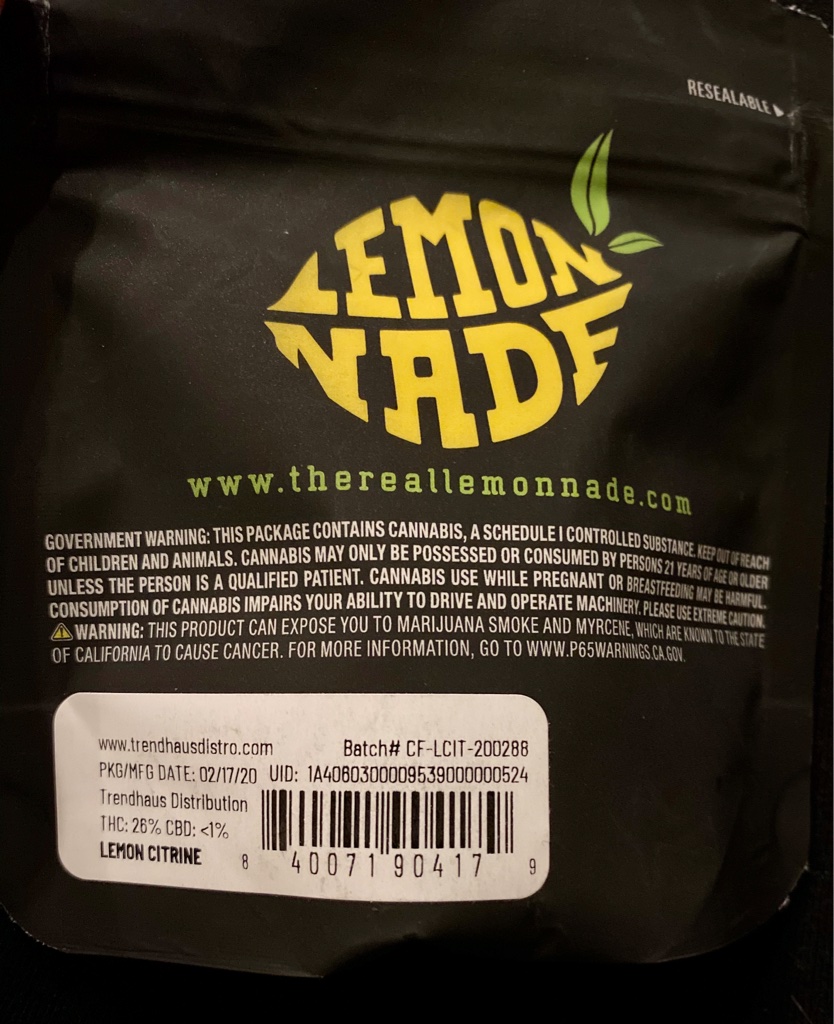 RESEALABLE
LEMON
NADE
www.thereallemonnade.com
GOVERNMENT WARNING: THIS PACKAGE CONTAINS CANNABIS, A SCHEDULE I CONTROLLED SUBSTANCE. KEEP OUT OF REACH
OF CHILDREN AND ANIMALS. CANNABIS MAY ONLY BE POSSESSED OR CONSUMED BY PERSONS 21 YEARS OF AGE OR OLDER
UNLESS THE PERSON IS A QUALIFIED PATIENT. CANNABIS USE WHILE PREGNANT OR BREASTFEEDING MAY BE HARMFUL.
CONSUMPTION OF CANNABIS IMPAIRS YOUR ABILITY TO DRIVE AND OPERATE MACHINERY. PLEASE USE EXTREME CAUTION.
WARNING: THIS PRODUCT CAN EXPOSE YOU TO MARIJUANA SMOKE AND MYRCENE, WHICH ARE KNOWN TO THE STATE
OF CALIFORNIA TO CAUSE CANCER. FOR MORE INFORMATION, GO TO WWW.P65WARNINGS.CA.GOV.
www.trendhausdistro.com Batch# CF-LCIT-200288
PKG/MFG DATE: 02/17/20 UID: 1A4080300009539000000524
Trendhaus Distribution
THC: 26% CBD: <1%
LEMON CITRINE
8 40071 90417 9